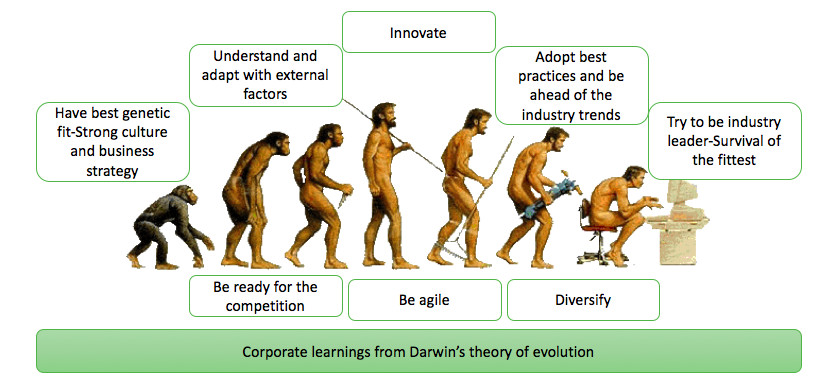 Innovate
Understand and
adapt with external
factors
Adopt best
practices and be
ahead of the
industry trends
Have best genetic
fit-Strong culture
and business
strategy
Try to be industry
leader-Survival of
the fittest
Be ready for the
competition
Be agile
Diversify
Corporate learnings from Darwin’s theory of evolution